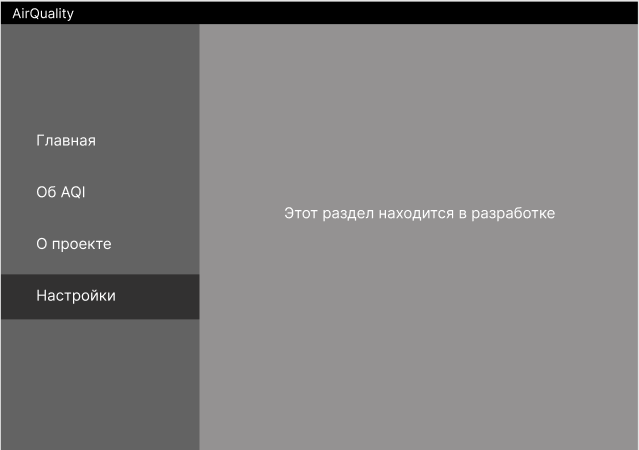 AirQuality
Главная
Об AQI
О проекте
Настройки
Этот раздел находится в разработке